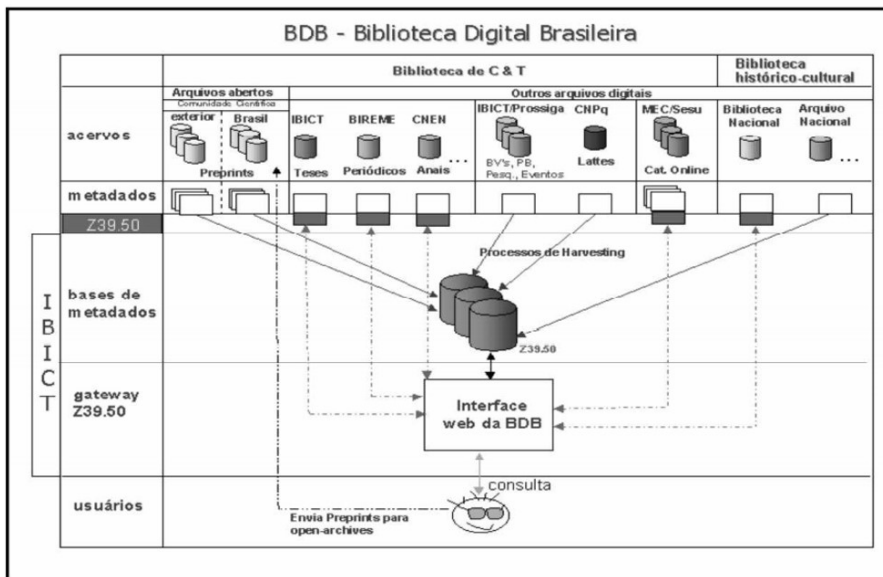 BDB - Biblioteca Digital Brasileira
Biblioteca de C & T
Biblioteca
histórico-cultural
Arquivos abertos
Comunidade Científica
Outros arquivos digitais
acervos
exterior
Brasil
Preprints
IBICT
Teses
BIREME
Periódicos
CNEN
Anais
...
IBICT/Prossiga
BV's, PB,
Pesq., Eventos
CNPq
Lattes
MEC/Sesu
Cat. Online
Biblioteca
Nacional
Arquivo
Nacional
...
metadados
Z39.50
IBICT
Processos de Harvesting
bases de
metadados
Z39.50
gateway
Z39.50
Interface
web da BDB
consulta
usuários
Envia Preprints para
open-archives